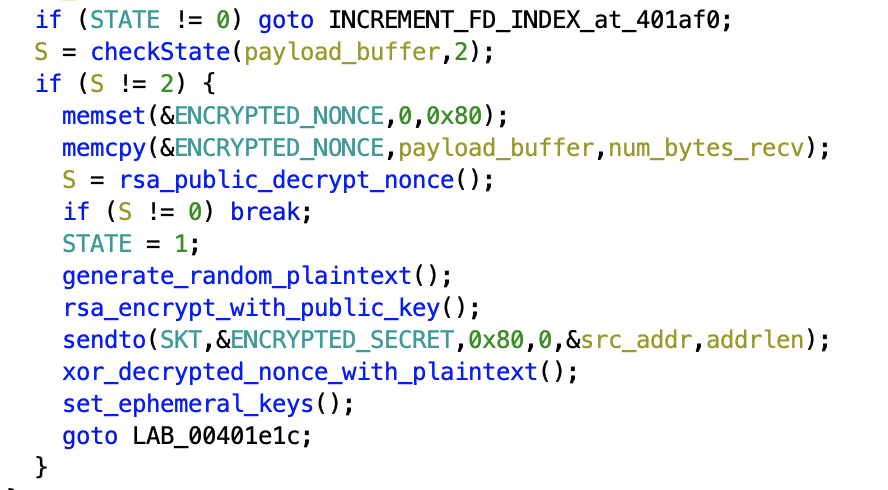 if (STATE != 0) goto INCREMENT_FD_INDEX_at_401af0;
S = checkState(payload_buffer,2);
if (S != 2) {
memset(&ENCRYPTED_NONCE,0,0x80);
memcpy(&ENCRYPTED_NONCE,payload_buffer,num_bytes_recv);
S = rsa_public_decrypt_nonce();
if (S != 0) break;
STATE = 1;
generate_random_plaintext();
rsa_encrypt_with_public_key();
sendto(SKT,&ENCRYPTED_SECRET,0x80,0,&src_addr,addrlen);
xor_decrypted_nonce_with_plaintext();
set_ephemeral_keys();
goto LAB_00401e1c;
}